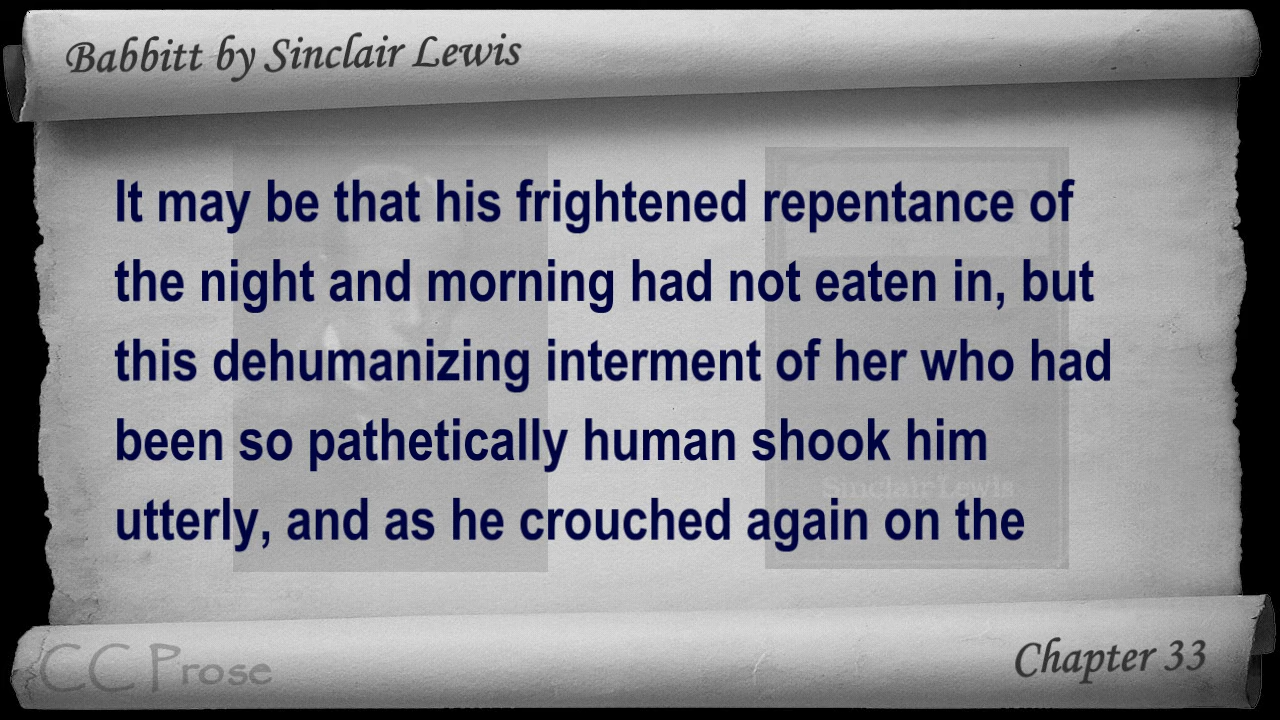 Babbitt by Sinclair Lewis
It may be that his frightened repentance of
the night and morning had not eaten in, but
this dehumanizing interment of her who had
been so pathetically human shook him
Sinclair Lewis
utterly, and as he crouched again on the
CC Prose
Chapter 33